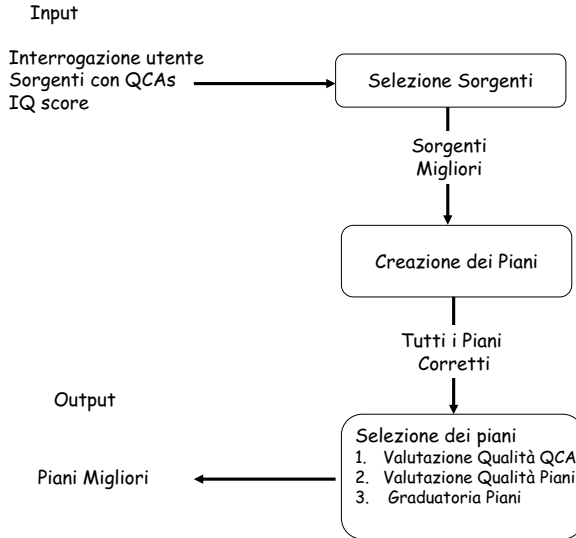 Input
Interrogazione utente
Sorgenti con QCAs
IQ score
Selezione Sorgenti
Sorgenti
Migliori
Creazione dei Piani
Tutti i Piani
Corretti
Output
Piani Migliori
Selezione dei piani
1. Valutazione Qualità QCA
2. Valutazione Qualità Piani
3. Graduatoria Piani